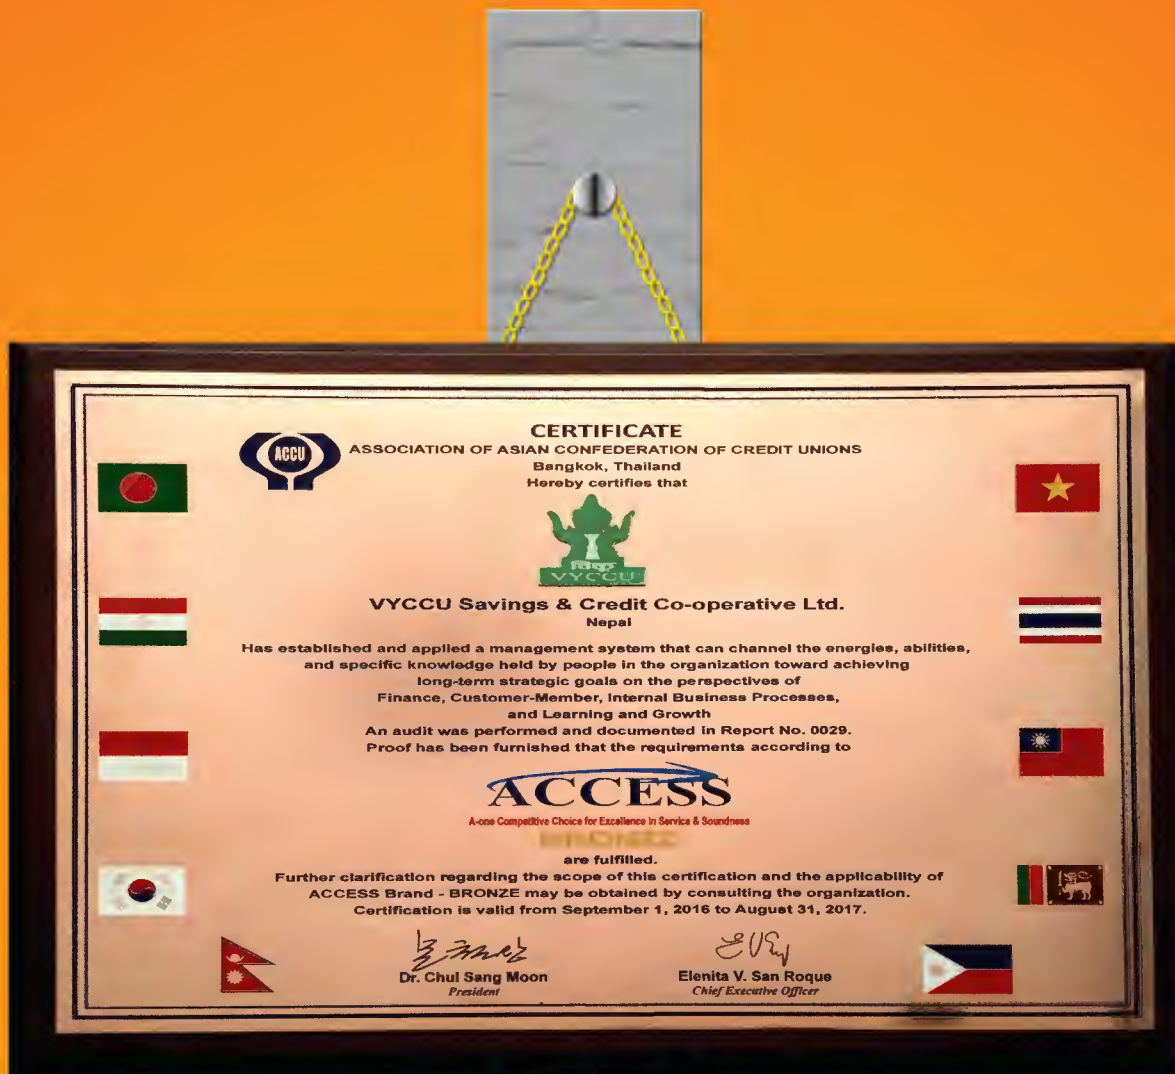 CERTIFICATE
ACCU
ASSOCIATION OF ASIAN CONFEDERATION OF CREDIT UNIONS
Bangkok, Thailand
Hereby certifies that
भिक्कु
VYCCU
VYCCU Savings & Credit Co-operative Ltd.
Nepal
Has established and applied a management system that can channel the energies, abilities,
and specific knowledge held by people in the organization toward achieving
long-term strategic goals on the perspectives of
Finance, Customer-Member, Internal Business Processes,
and Learning and Growth
An audit was performed and documented in Report No. 0029.
Proof has been furnished that the requirements according to
ACCESS
A-one Competitive Choice for Excellence in Service & Soundness
BRONZE
are fulfilled.
Further clarification regarding the scope of this certification and the applicability of
ACCESS Brand - BRONZE may be obtained by consulting the organization.
Certification is valid from September 1, 2016 to August 31, 2017.
Dr. Chul Sang Moon
President
Elenita V. San Roque
Chief Executive Officer